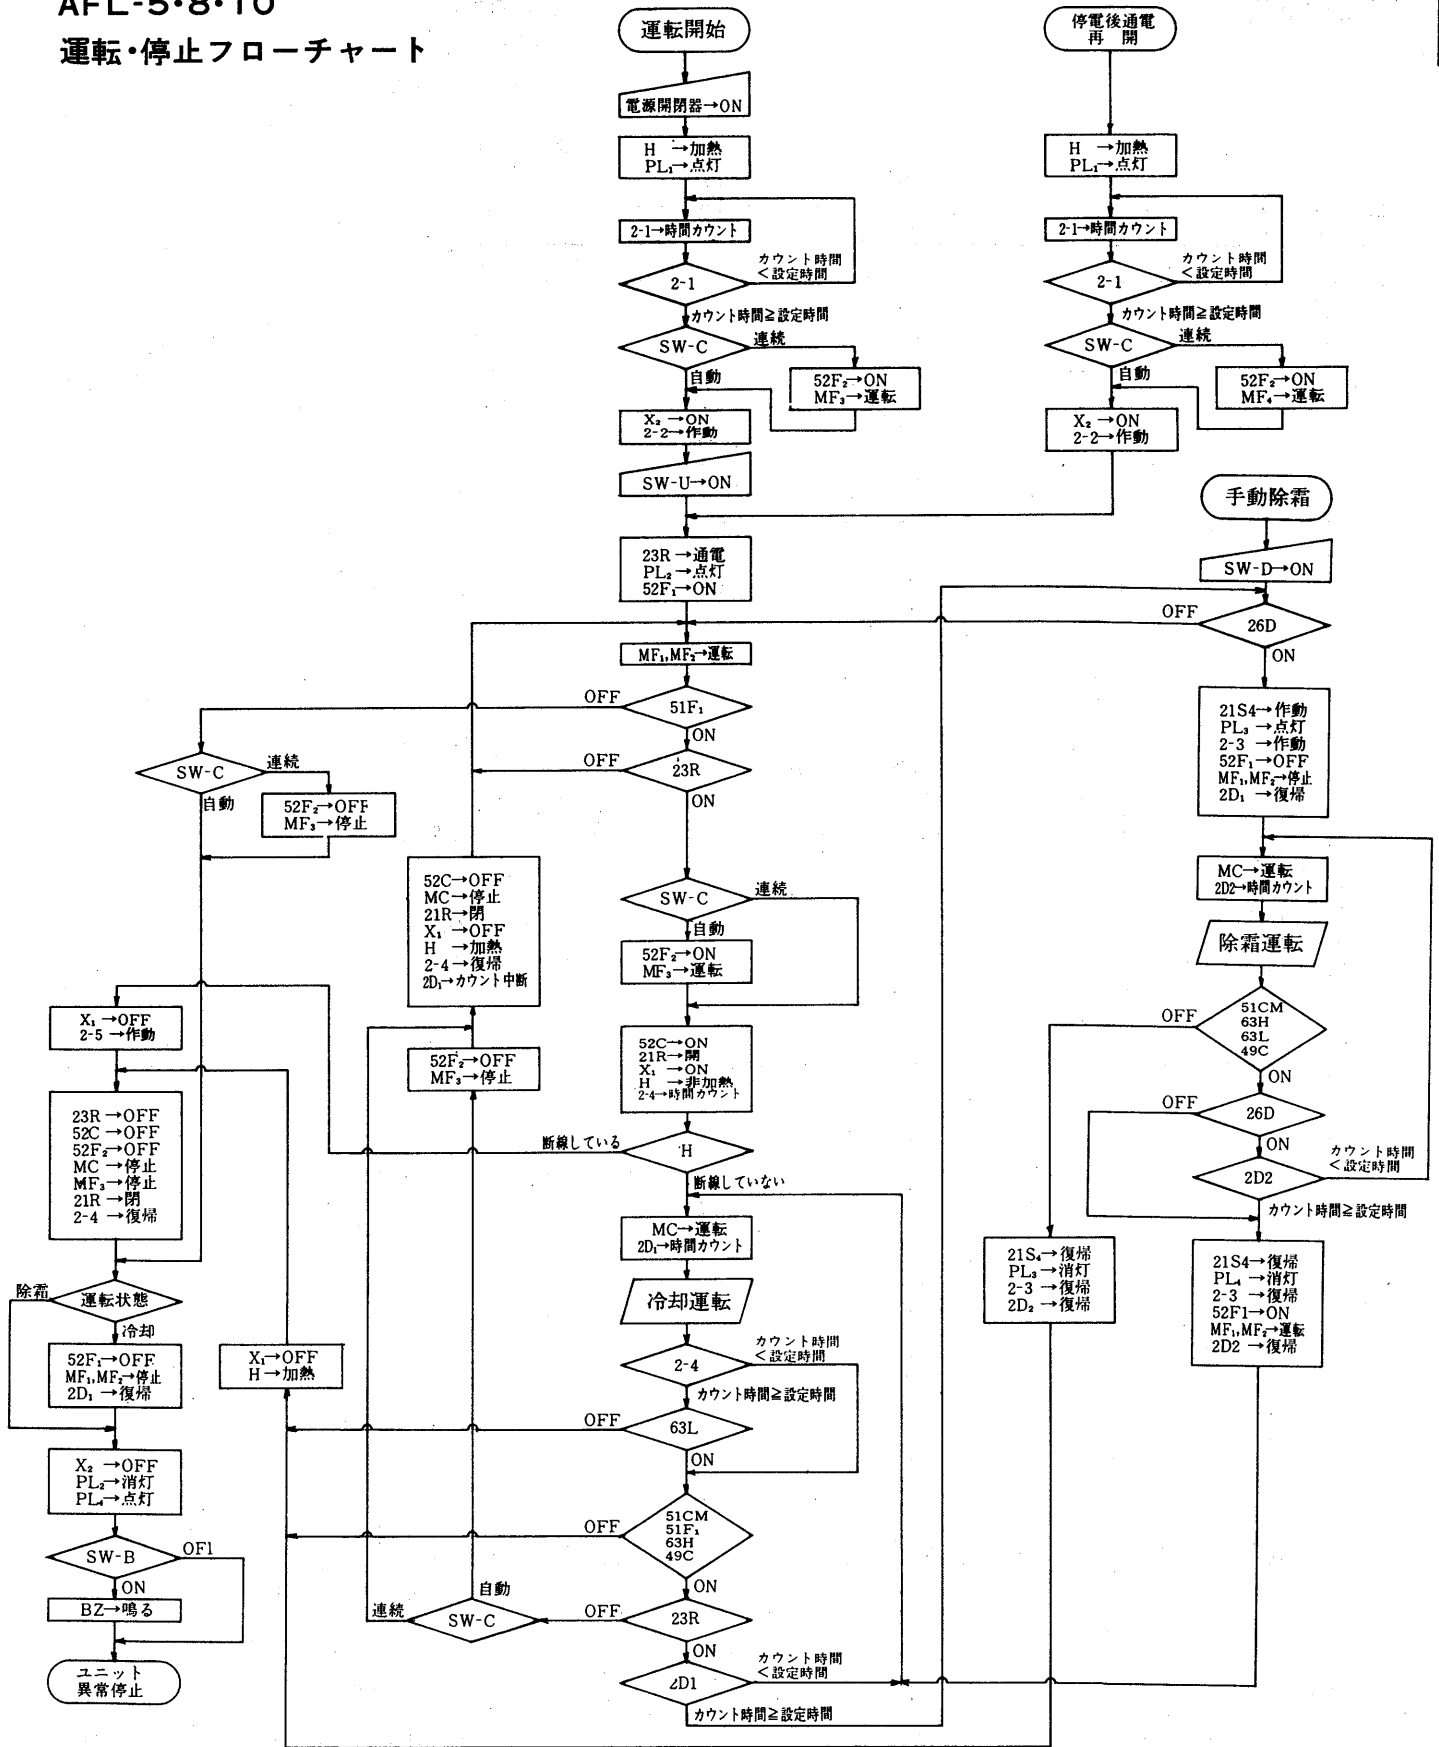 AFL-5・8・10
運転・停止フローチャート
運転開始
電源開閉器→ON
H →加熱
PL₁→点灯
2-1→時間カウント
カウント時間
＜設定時間
2-1
カウント時間≧設定時間
SW-C
連続
自動
52F₂→ON
MF₃→運転
X₂ →ON
2-2→作動
SW-U→ON
停電後通電
再開
H →加熱
PL₁→点灯
2-1→時間カウント
カウント時間
＜設定時間
2-1
カウント時間≧設定時間
SW-C
連続
自動
52F₂→ON
MF₄→運転
X₂ →ON
2-2→作動
23R →通電
PL₂ →点灯
52F₁→ON
MF₁,MF₂→運転
51F₁
OFF
ON
23R
OFF
ON
SW-C
連続
自動
52F₂→ON
MF₃→運転
52C→ON
21R→開
X₁ →ON
H →非加熱
2-4→時間カウント
H
断線している
断線していない
MC→運転
2D₁→時間カウント
冷却運転
カウント時間
＜設定時間
2-4
カウント時間≧設定時間
63L
OFF
ON
51CM
51F₁
63H
49C
OFF
ON
23R
OFF
ON
カウント時間
＜設定時間
2D1
カウント時間≧設定時間
手動除霜
SW-D→ON
26D
OFF
ON
21S4→作動
PL₃ →点灯
2-3 →作動
52F₁→OFF
MF₁,MF₂→停止
2D₁ →復帰
MC→運転
2D2→時間カウント
除霜運転
51CM
63H
63L
49C
OFF
ON
26D
OFF
ON
カウント時間
＜設定時間
2D2
カウント時間≧設定時間
21S₄→復帰
PL₃ →消灯
2-3 →復帰
2D₂ →復帰
21S4→復帰
PL₄ →消灯
2-3 →復帰
52F1→ON
MF₁,MF₂→運転
2D2 →復帰
SW-C
連続
自動
52F₂→OFF
MF₃→停止
52C→OFF
MC→停止
21R→閉
X₁ →OFF
H →加熱
2-4→復帰
2D₁→カウント中断
52F₂→OFF
MF₃→停止
自動
連続
SW-C
X₁ →OFF
2-5 →作動
23R →OFF
52C →OFF
52F₂→OFF
MC →停止
MF₃→停止
21R →閉
2-4 →復帰
除霜
運転状態
冷却
52F₁→OFF
MF₁,MF₂→停止
2D₁ →復帰
X₁→OFF
H→加熱
X₂ →OFF
PL₂→消灯
PL₄→点灯
SW-B
OF1
ON
BZ→鳴る
ユニット
異常停止